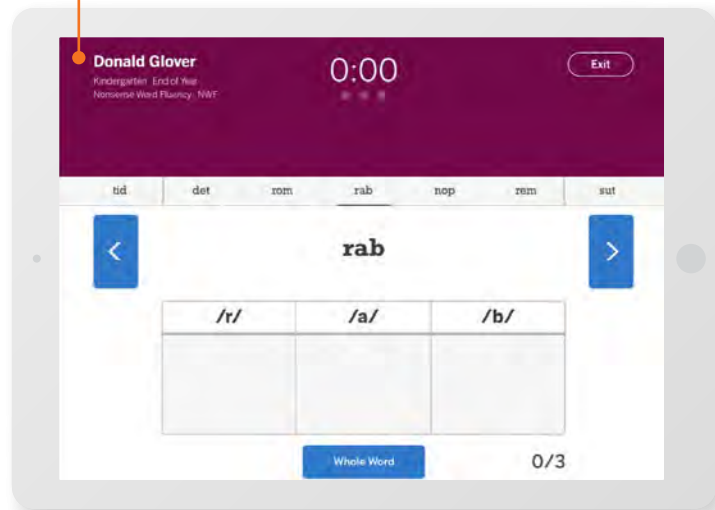 Donald Glover
Kindergarten End of Year
Nonsense Word Fluency: NWF
0:00
Exit
tid det rom rab nop rem sut
<
rab
>
/r/ /a/ /b/
Whole Word
0/3